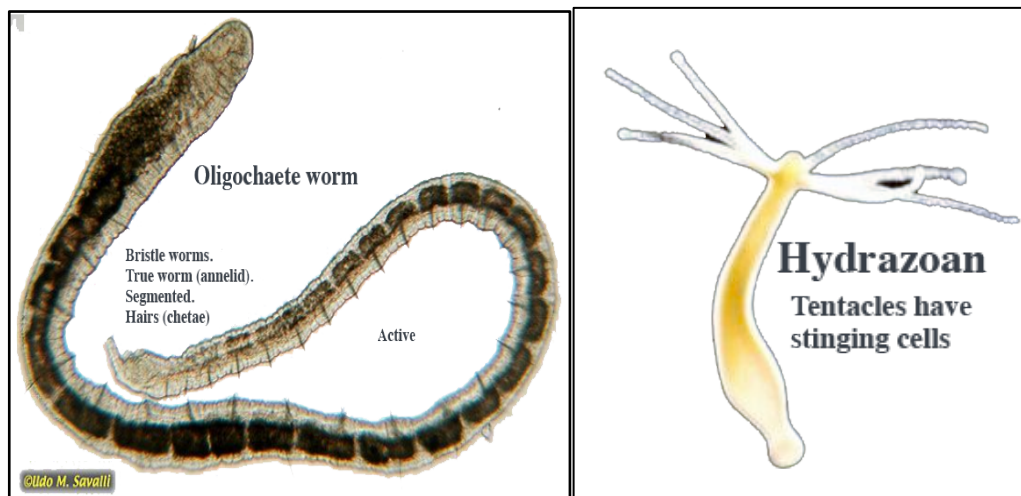 Oligochaete worm
Bristle worms.
True worm (annelid).
Segmented.
Hairs (chetae)
Active
©Udo M. Savalli
Hydrazoan
Tentacles have
stinging cells